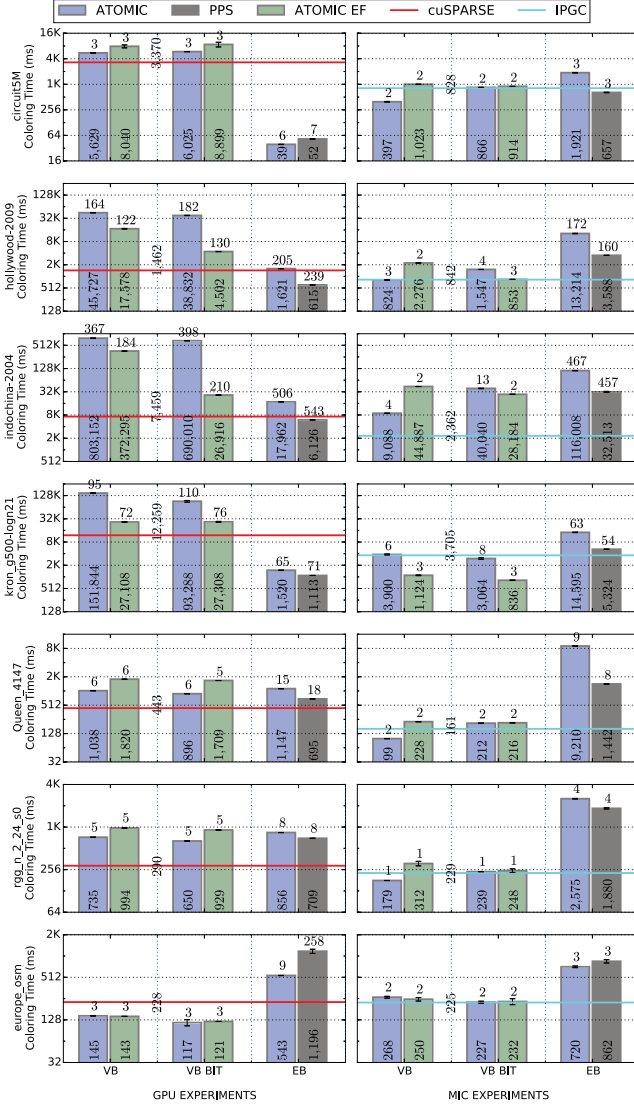 ATOMIC PPS ATOMIC EF cuSPARSE IPGC
circuit5M
Coloring Time (ms)
16K
4K
1K
256
64
16
3 3 3 3 6 7
3,370
5,629 8,040 6,025 8,899 39 52
2 2 2 2 3 3
828
397 1,023 866 914 1,921 657
hollywood-2009
Coloring Time (ms)
128K
32K
8K
2K
512
128
164 122 182 130 205 239
1,462
45,727 17,578 38,832 4,502 1,621 615
3 2 4 3 172 160
842
824 2,276 1,547 853 13,214 3,588
indochina-2004
Coloring Time (ms)
512K
128K
32K
8K
2K
512
367 184 398 210 506 543
7,459
803,152 372,295 690,010 26,916 17,962 6,126
4 2 13 2 467 457
2,362
9,088 44,887 40,040 28,184 116,008 32,513
kron_g500-logn21
Coloring Time (ms)
128K
32K
8K
2K
512
128
95 72 110 76 65 71
12,259
151,844 27,108 93,288 27,308 1,520 1,113
6 3 8 3 63 54
3,705
3,900 1,124 3,064 836 14,595 5,324
Queen_4147
Coloring Time (ms)
8K
2K
512
128
32
6 6 6 5 15 18
443
1,038 1,820 896 1,709 1,147 695
2 2 2 2 9 8
161
99 228 212 216 9,210 1,442
rgg_n_2_24_s0
Coloring Time (ms)
4K
1K
256
64
5 5 5 5 8 8
290
735 994 650 929 856 709
1 1 1 1 4 4
229
179 312 239 248 2,575 1,880
europe_osm
Coloring Time (ms)
2K
512
128
32
3 3 3 3 9 258
228
145 143 117 121 543 1,196
2 2 2 2 3 3
225
268 250 227 232 720 862
VB VB BIT EB VB VB BIT EB
GPU EXPERIMENTS MIC EXPERIMENTS